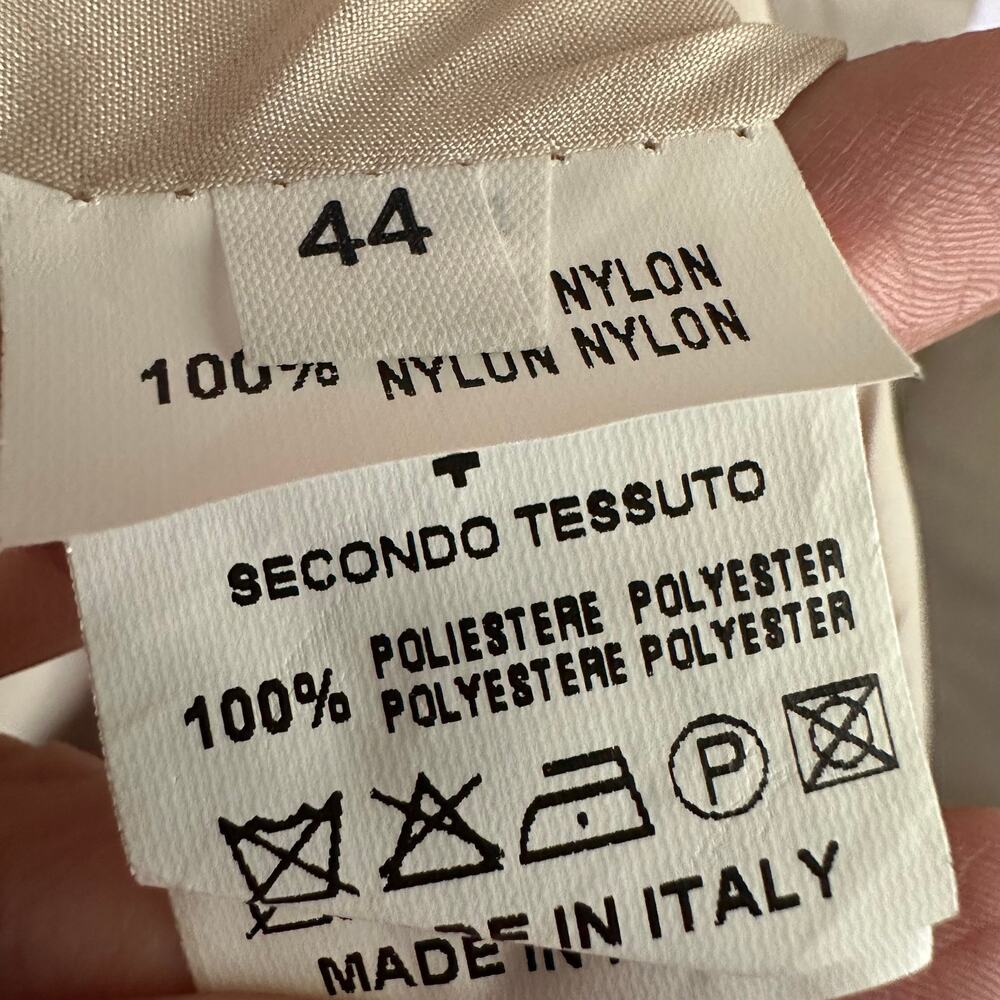 44
NYLON
100% NYLON NYLON
SECONDO TESSUTO
POLIESTERE POLYESTER
100% POLYESTERE POLYESTER
P
MADE IN ITALY